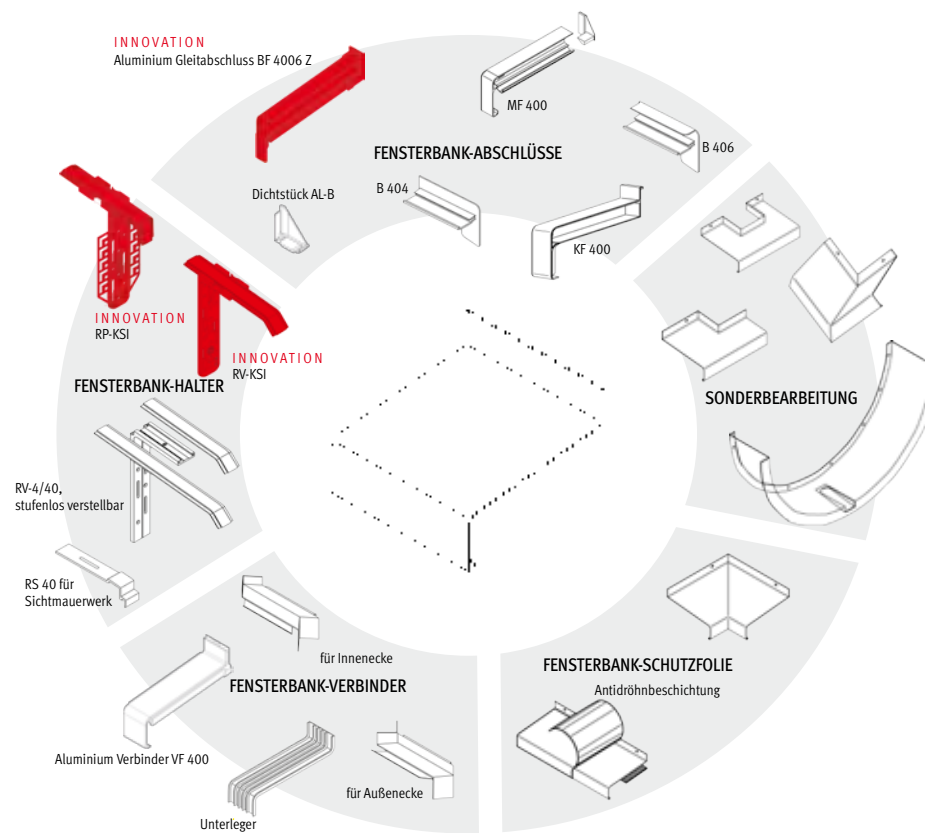 INNOVATION
Aluminium Gleitabschluss BF 4006 Z
MF 400
B 406
FENSTERBANK-ABSCHLÜSSE
B 404
Dichtstück AL-B
KF 400
INNOVATION
RP-KSI
INNOVATION
RV-KSI
FENSTERBANK-HALTER
SONDERBEARBEITUNG
RV-4/40,
stufenlos verstellbar
RS 40 für
Sichtmauerwerk
für Innenecke
FENSTERBANK-VERBINDER
Aluminium Verbinder VF 400
für Außenecke
Unterleger
FENSTERBANK-SCHUTZFOLIE
Antidröhnbeschichtung